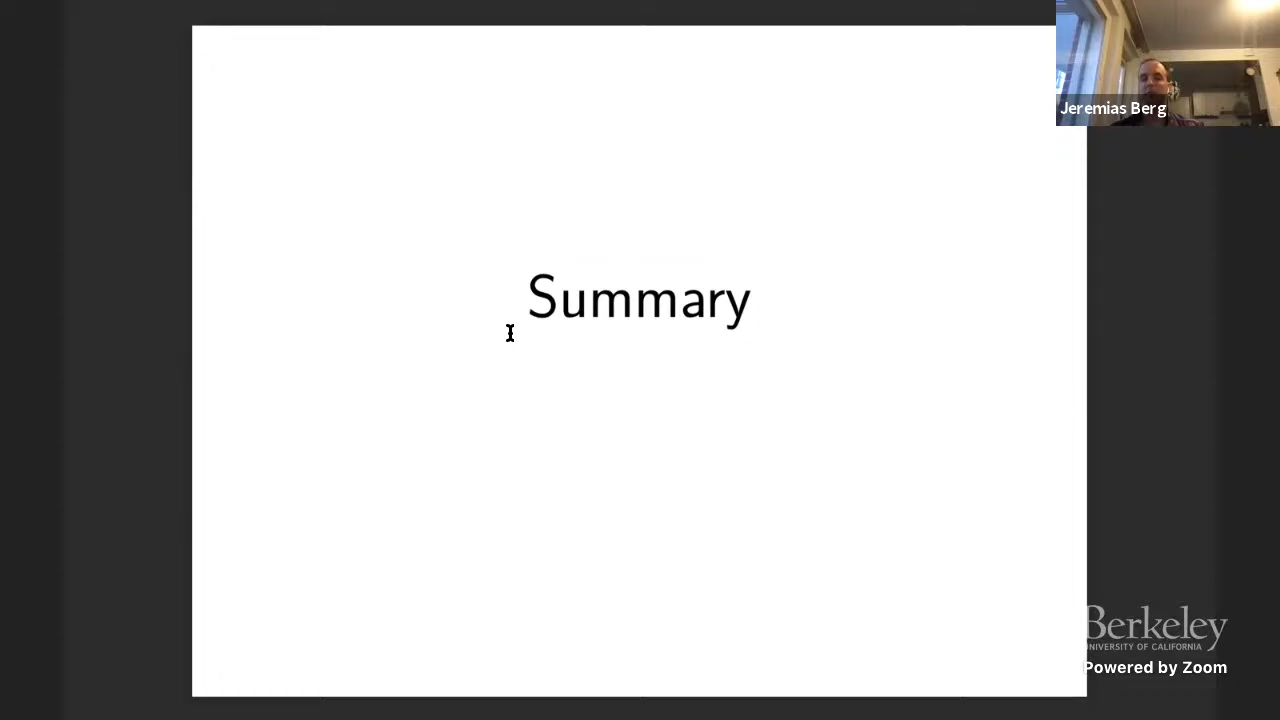 Jeremias Berg
Summary
Berkeley
UNIVERSITY OF CALIFORNIA
Powered by Zoom